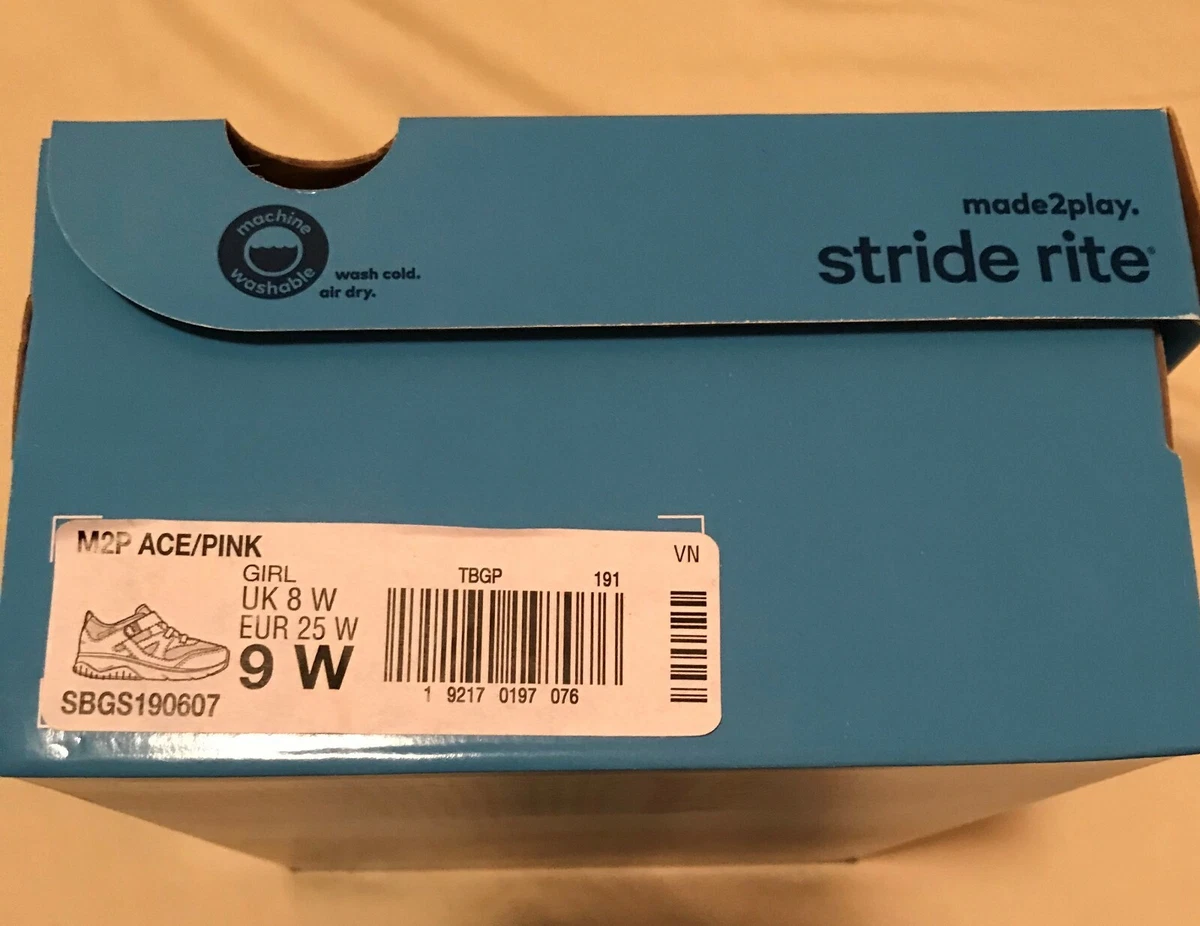 machine
washable
wash cold.
air dry.
made2play.
stride rite®
M2P ACE/PINK
GIRL
UK 8 W
EUR 25 W
9 W
SBGS190607
TBGP 191
1 9217 0197 076
VN